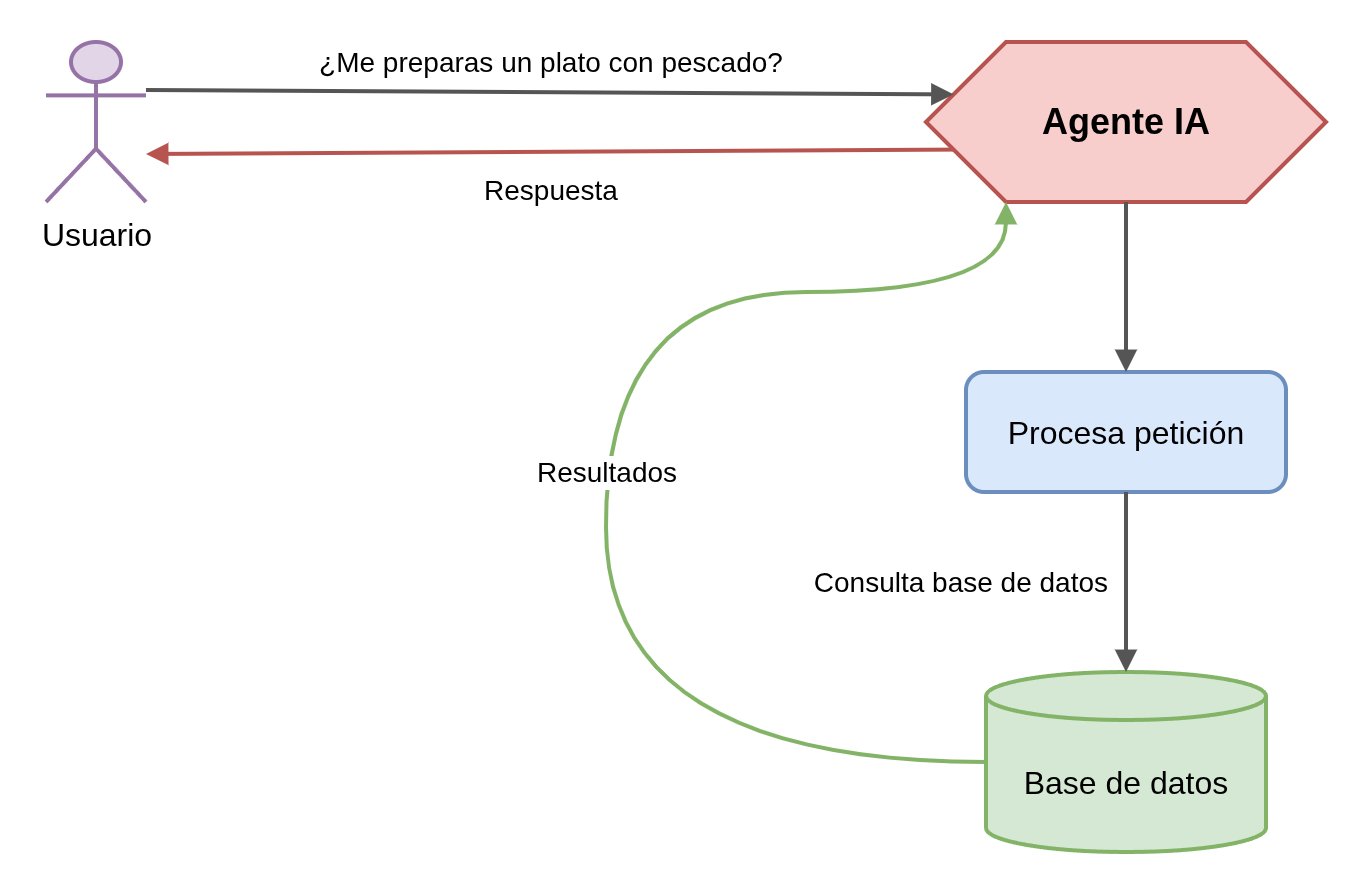 ¿Me preparas un plato con pescado?
Agente IA
Respuesta
Usuario
Procesa petición
Resultados
Consulta base de datos
Base de datos